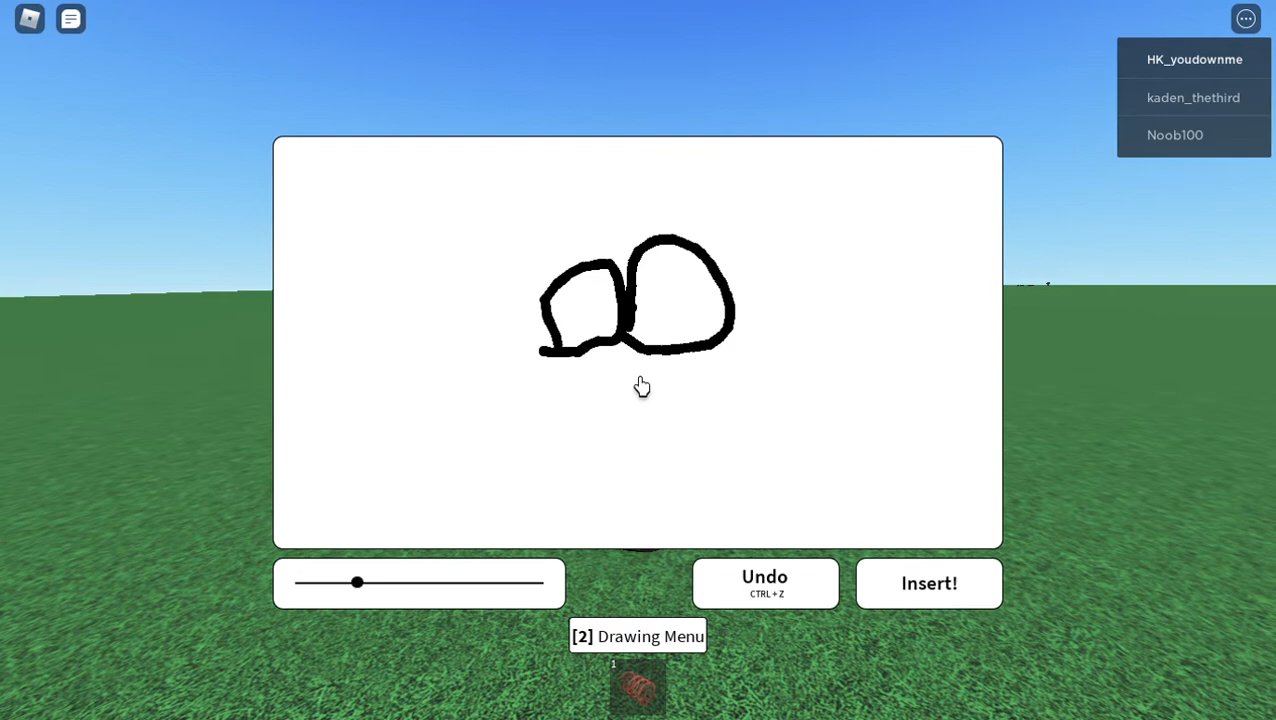 HK_youdownme
kaden_thethird
Noob100
Undo
CTRL + Z
Insert!
[2] Drawing Menu
1